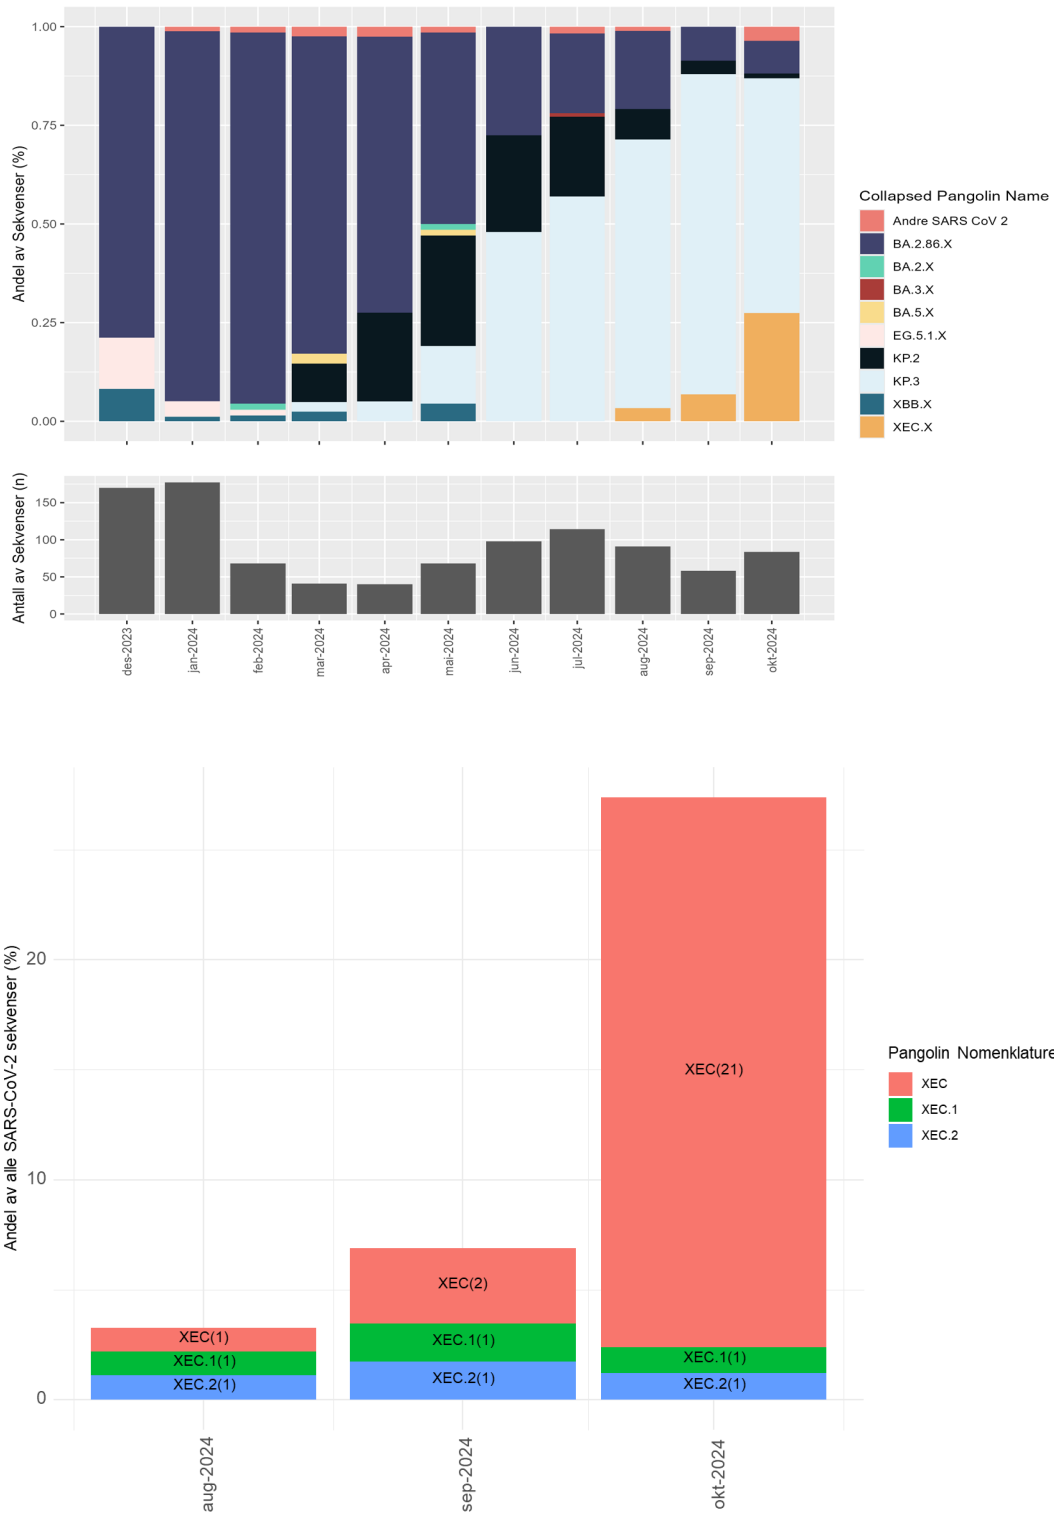 Andel av Sekvenser (%)
1.00
0.75
0.50
0.25
0.00
Collapsed Pangolin Name
Andre SARS CoV 2
BA.2.86.X
BA.2.X
BA.3.X
BA.5.X
EG.5.1.X
KP.2
KP.3
XBB.X
XEC.X
Antall av Sekvenser (n)
150
100
50
0
des-2023
jan-2024
feb-2024
mar-2024
apr-2024
mai-2024
jun-2024
jul-2024
aug-2024
sep-2024
okt-2024
Andel av alle SARS-CoV-2 sekvenser (%)
20
10
0
XEC(1)
XEC.1(1)
XEC.2(1)
XEC(2)
XEC.1(1)
XEC.2(1)
XEC(21)
XEC.1(1)
XEC.2(1)
Pangolin Nomenklature
XEC
XEC.1
XEC.2
aug-2024
sep-2024
okt-2024